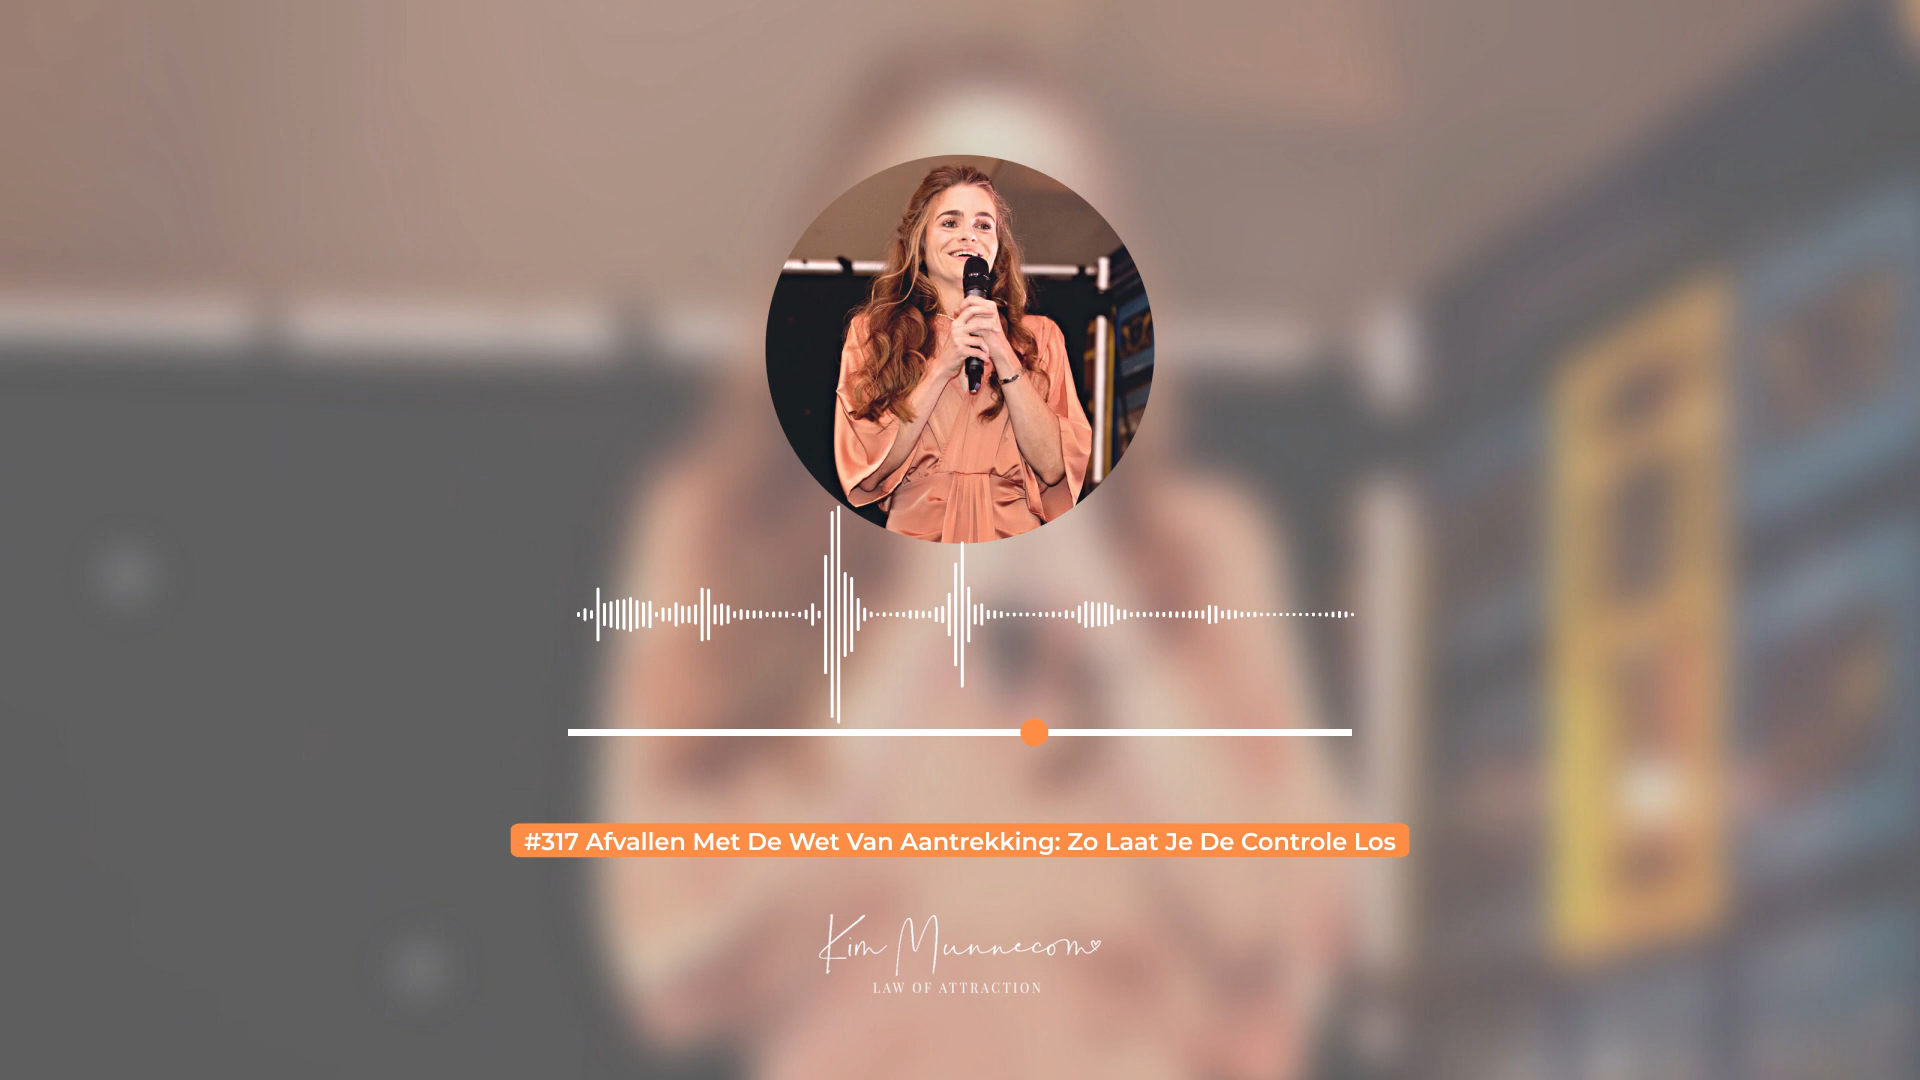 #317 Afvallen Met De Wet Van Aantrekking: Zo Laat Je De Controle Los
Kim Munnecom
LAW OF ATTRACTION